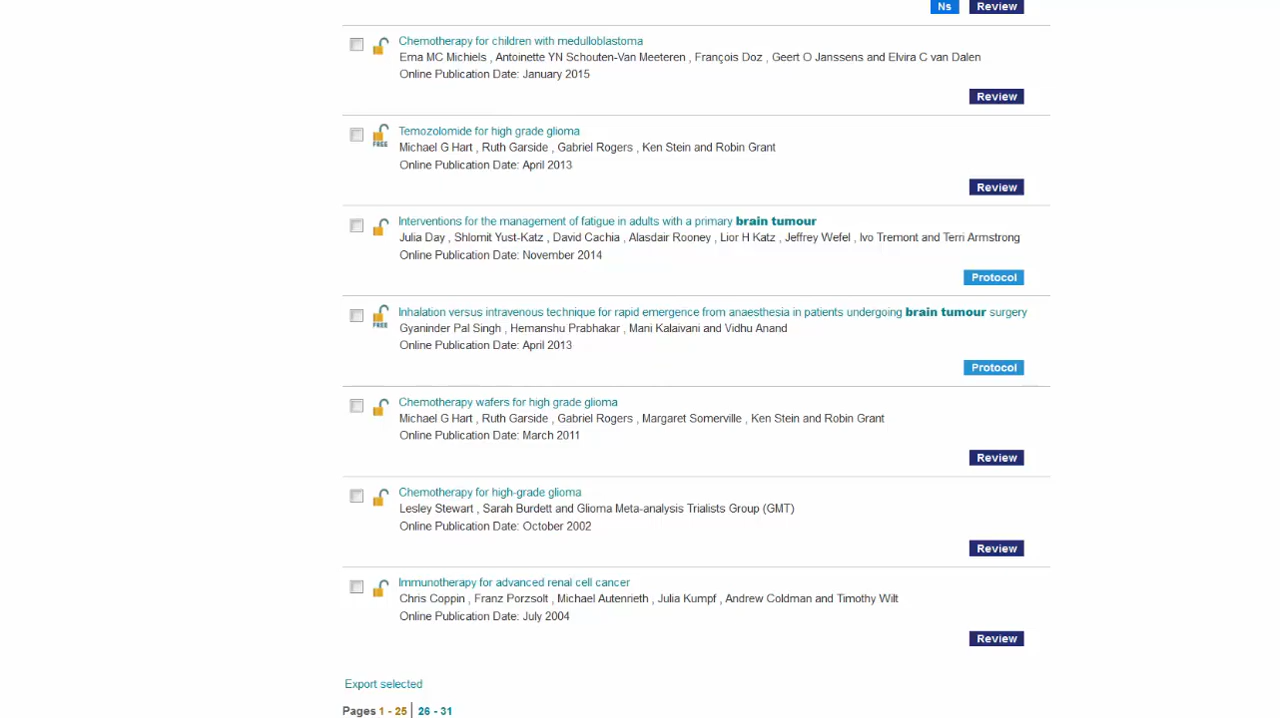 Ns Review
Chemotherapy for children with medulloblastoma
Erna MC Michiels , Antoinette YN Schouten-Van Meeteren , François Doz , Geert O Janssens and Elvira C van Dalen
Online Publication Date: January 2015
Review
Temozolomide for high grade glioma
FREE
Michael G Hart , Ruth Garside , Gabriel Rogers , Ken Stein and Robin Grant
Online Publication Date: April 2013
Review
Interventions for the management of fatigue in adults with a primary brain tumour
Julia Day , Shlomit Yust-Katz , David Cachia , Alasdair Rooney , Lior H Katz , Jeffrey Wefel , Ivo Tremont and Terri Armstrong
Online Publication Date: November 2014
Protocol
Inhalation versus intravenous technique for rapid emergence from anaesthesia in patients undergoing brain tumour surgery
FREE
Gyaninder Pal Singh , Hemanshu Prabhakar , Mani Kalaivani and Vidhu Anand
Online Publication Date: April 2013
Protocol
Chemotherapy wafers for high grade glioma
Michael G Hart , Ruth Garside , Gabriel Rogers , Margaret Somerville , Ken Stein and Robin Grant
Online Publication Date: March 2011
Review
Chemotherapy for high-grade glioma
Lesley Stewart , Sarah Burdett and Glioma Meta-analysis Trialists Group (GMT)
Online Publication Date: October 2002
Review
Immunotherapy for advanced renal cell cancer
Chris Coppin , Franz Porzsolt , Michael Autenrieth , Julia Kumpf , Andrew Coldman and Timothy Wilt
Online Publication Date: July 2004
Review
Export selected
Pages 1 - 25 | 26 - 31